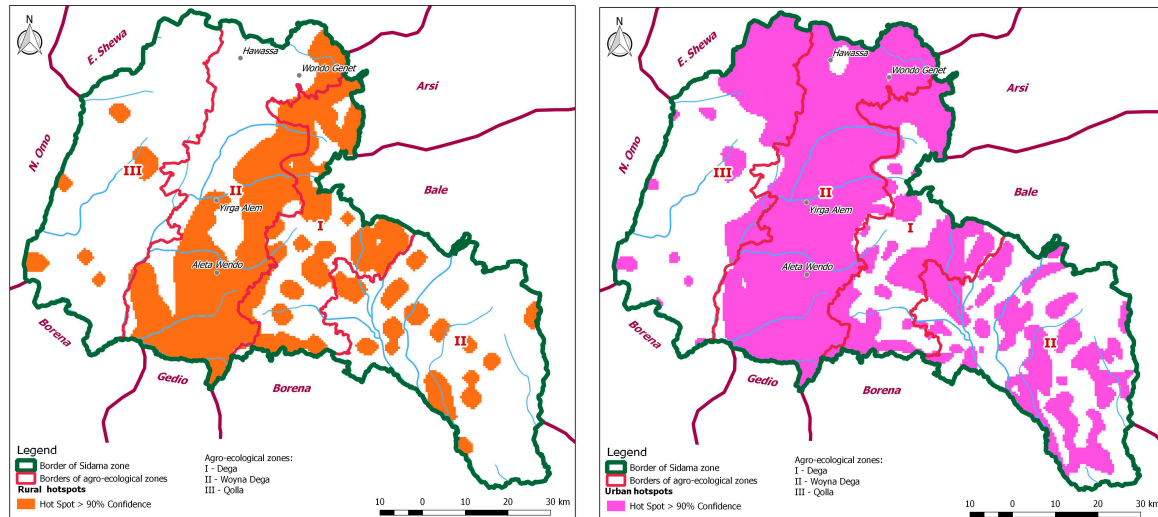 N
E. Shewa
Hawassa
Wondo Genet
Arsi
N. Omo
III
II
Bale
Yirga Alem
I
Aleta Wendo
II
Borena
Gedio
Borena
Legend
Border of Sidama zone
Borders of agro-ecological zones
Rural hotspots
Hot Spot > 90% Confidence
Agro-ecological zones:
I - Dega
II - Woyna Dega
III - Qolla
10 0 10 20 30 km
N
E. Shewa
Hawassa
Wondo Genet
Arsi
N. Omo
III
II
Bale
Yirga Alem
I
Aleta Wendo
II
Borena
Gedio
Borena
Legend
Border of Sidama zone
Borders of agro-ecological zones
Urban hotspots
Hot Spot > 90% Confidence
Agro-ecological zones:
I - Dega
II - Woyna Dega
III - Qolla
10 0 10 20 30 km